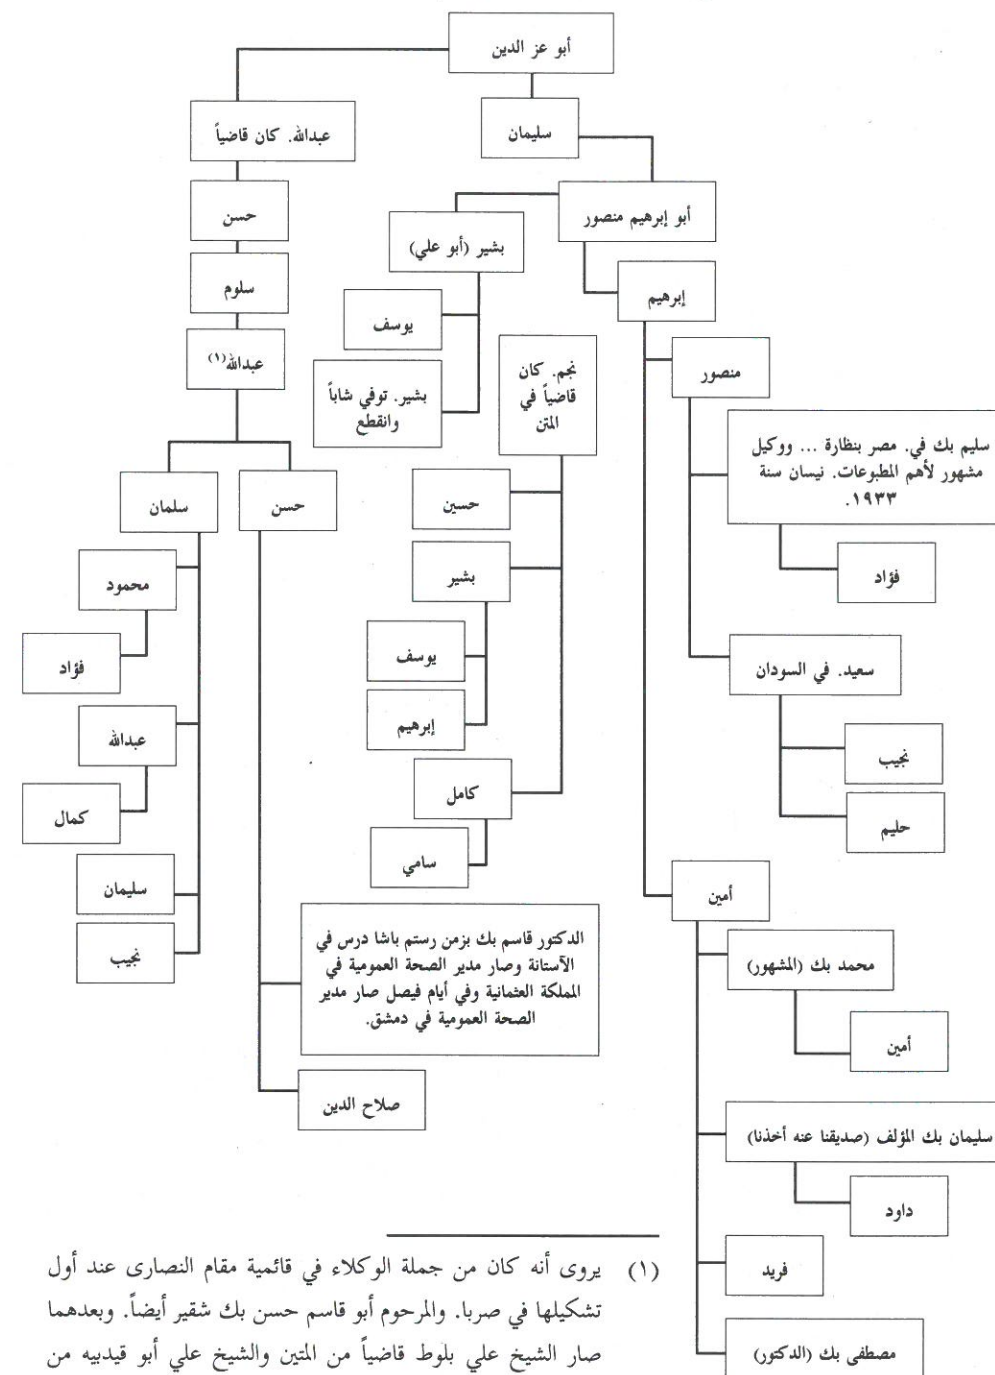 أبو عز الدين
عبدالله. كان قاضياً
سليمان
حسن
أبو إبرهيم منصور
بشير (أبو علي)
سلوم
إبرهيم
يوسف
عبدالله(١)
نجم. كان
قاضياً في
المتن
منصور
بشير. توفي شاباً
وانقطع
سليم بك في. مصر بنظارة ... ووكيل
مشهور لأهم المطبوعات. نيسان سنة
١٩٣٣.
سلمان
حسن
حسين
فؤاد
محمود
بشير
فؤاد
يوسف
سعيد. في السودان
إبرهيم
عبدالله
نجيب
كمال
كامل
حليم
سامي
سليمان
أمين
نجيب
الدكتور قاسم بك بزمن رستم باشا درس في
الآستانة وصار مدير الصحة العمومية في
المملكة العثمانية وفي أيام فيصل صار مدير
الصحة العمومية في دمشق.
محمد بك (المشهور)
أمين
صلاح الدين
سليمان بك المؤلف (صديقنا عنه أخذنا)
داود
فريد
مصطفى بك (الدكتور)
(١) يروى أنه كان من جملة الوكلاء في قائمية مقام النصارى عند أول
تشكيلها في صربا. والمرحوم أبو قاسم حسن بك شقير أيضاً. وبعدهما
صار الشيخ علي بلوط قاضياً من المتين والشيخ علي أبو قيدبيه من